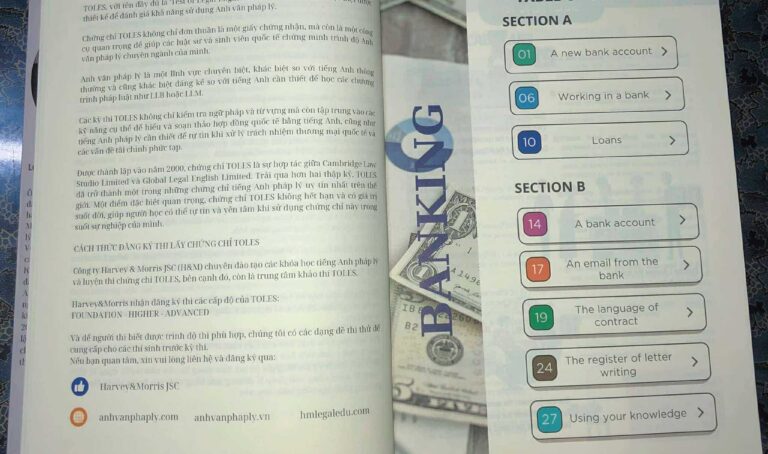 TOLES, với tên đầy đủ là "Test of Legal
thiết kế để đánh giá khả năng sử dụng Anh văn pháp lý.
Chứng chỉ TOLES không chỉ đơn thuần là một giấy chứng nhận, mà còn là một công
cụ quan trọng để giúp các luật sư và sinh viên quốc tế chứng minh trình độ Anh
văn pháp lý chuyên ngành của mình.
Anh văn pháp lý là một lĩnh vực chuyên biệt, khác biệt so với tiếng Anh thông
thường và cũng khác biệt đáng kể so với tiếng Anh cần thiết để học các chương
trình pháp luật như LLB hoặc LLM.
Các kỳ thi TOLES không chỉ kiểm tra ngữ pháp và từ vựng mà còn tập trung vào các
kỹ năng cụ thể để hiểu và soạn thảo hợp đồng quốc tế bằng tiếng Anh, cũng như
tiếng Anh pháp lý cần thiết để tự tin khi xử lý trách nhiệm thương mại quốc tế và
các vấn đề tài chính phức tạp.
Được thành lập vào năm 2000, chứng chỉ TOLES là sự hợp tác giữa Cambridge Law
Studio Limited và Global Legal English Limited. Trải qua hơn hai thập kỷ, TOLES
đã trở thành một trong những chứng chỉ tiếng Anh pháp lý uy tín nhất trên thế
giới. Một điểm đặc biệt quan trọng, chứng chỉ TOLES không hết hạn và có giá trị
suốt đời, giúp người học có thể tự tin và yên tâm khi sử dụng chứng chỉ này trong
suốt sự nghiệp của mình.
CÁCH THỨC ĐĂNG KÝ THI LẤY CHỨNG CHỈ TOLES
Công ty Harvey & Morris JSC (H&M) chuyên đào tạo các khóa học tiếng Anh pháp lý
và luyện thi chứng chỉ TOLES, bên cạnh đó, còn là trung tâm khảo thí TOLES.
Harvey&Morris nhận đăng ký thi các cấp độ của TOLES:
FOUNDATION - HIGHER - ADVANCED
Và để người thi biết được trình độ thi phù hợp, chúng tôi có các dạng đề thi thử để
cung cấp cho các thí sinh trước kỳ thi.
Nếu bạn quan tâm, xin vui lòng liên hệ và đăng ký qua:
Harvey&Morris JSC
anhvanphaply.com anhvanphaply.vn hmlegaledu.com
BANKING
SECTION A
01 A new bank account
06 Working in a bank
10 Loans
SECTION B
14 A bank account
17 An email from the
bank
19 The language of
contract
24 The register of letter
writing
27 Using your knowledge